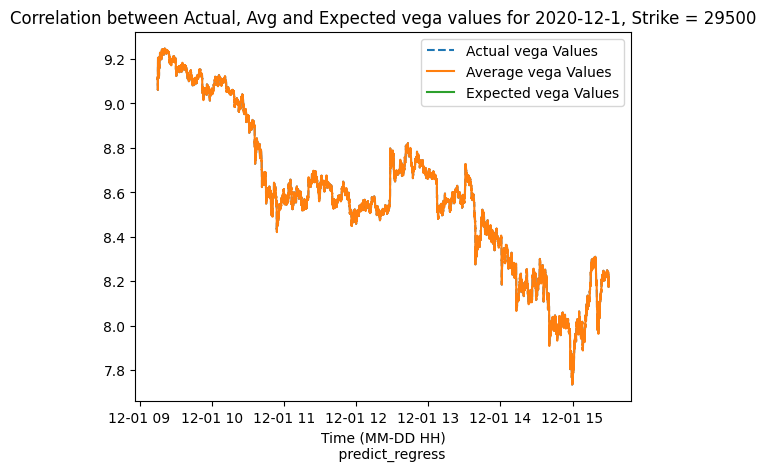 Correlation between Actual, Avg and Expected vega values for 2020-12-1, Strike = 29500
Actual vega Values
Average vega Values
Expected vega Values
9.2
9.0
8.8
8.6
8.4
8.2
8.0
7.8
12-01 09 12-01 10 12-01 11 12-01 12 12-01 13 12-01 14 12-01 15
Time (MM-DD HH)
predict_regress